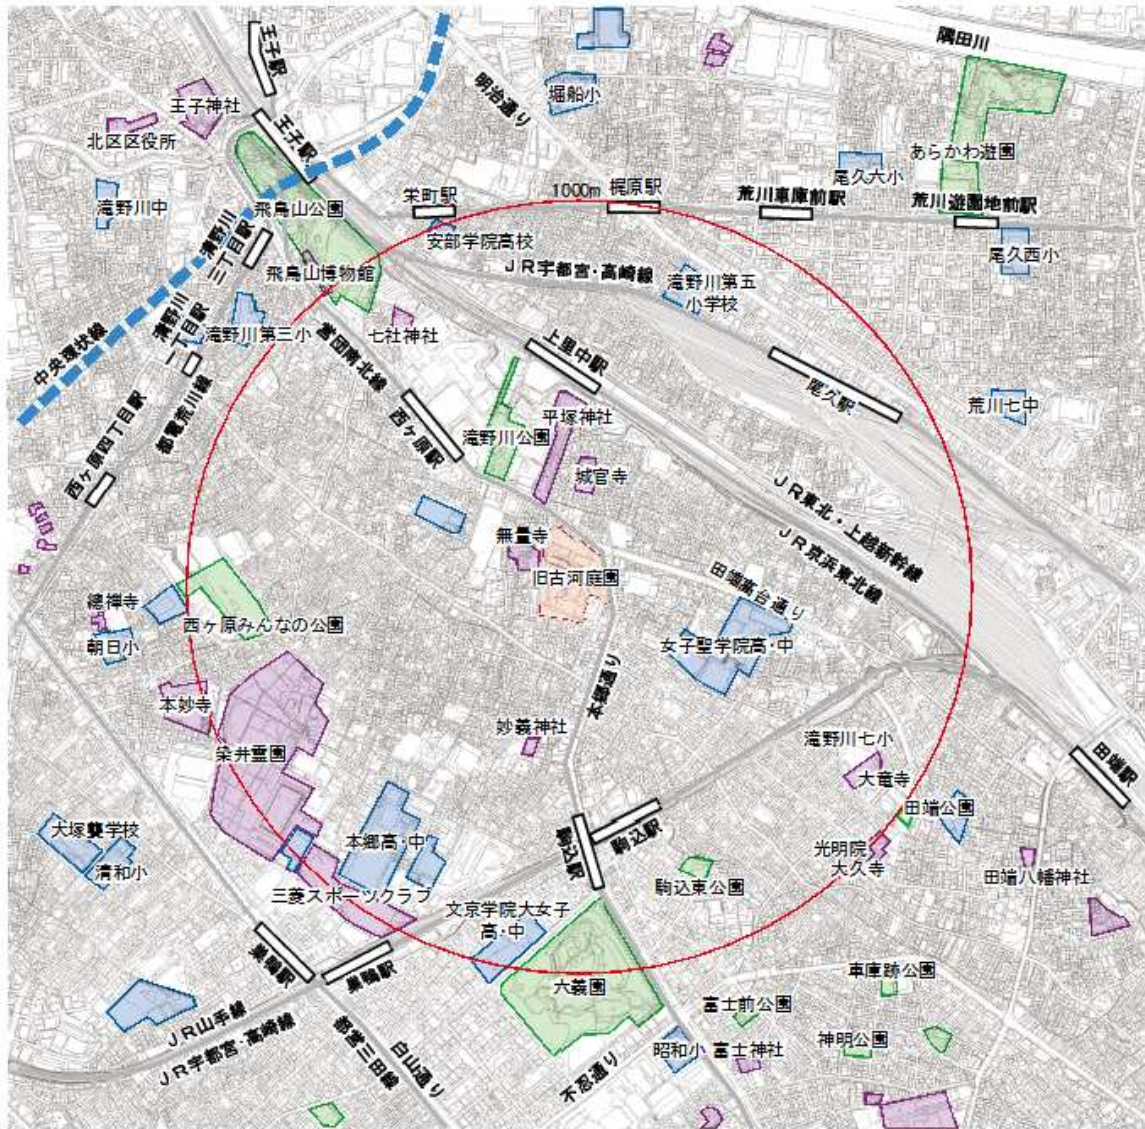 王子駅
隅田川
明治通り
堀船小
王子神社
王子駅
北区区役所
あらかわ遊園
尾久六小
滝野川中
栄町駅
1000m
梶原駅
荒川車庫前駅
荒川遊園地前駅
飛鳥山公園
安部学院高校
滝野川
三丁目駅
尾久西小
飛鳥山博物館
JR宇都宮・高崎線
滝野川第五
小学校
滝野川
一丁目駅
滝野川第三小
七社神社
中央環状線
営団南北線
上里中駅
尾久駅
都電荒川線
西ヶ原駅
荒川七中
西ヶ原四丁目駅
滝野川公園
平塚神社
城官寺
JR東北・上越新幹線
JR京浜東北線
無量寺
旧古河庭園
田端高台通り
總禅寺
西ヶ原みんなの公園
朝日小
女子聖学院高・中
本郷通り
本妙寺
妙義神社
染井霊園
滝野川七小
田端駅
大竜寺
田端公園
大塚聾学校
本郷高・中
駒込駅
駒込駅
光明院
大久寺
清和小
駒込東公園
田端八幡神社
三菱スポーツクラブ
文京学院大女子
高・中
巣鴨駅
巣鴨駅
六義園
車庫跡公園
富士前公園
JR山手線
JR宇都宮・高崎線
都営三田線
白山通り
昭和小
富士神社
神明公園
不忍通り